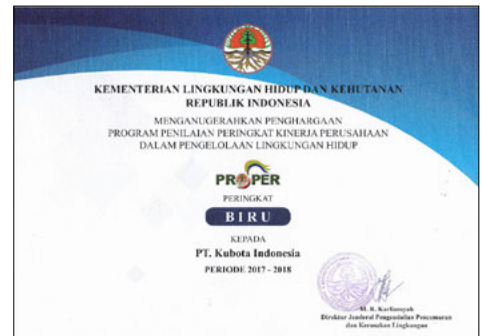 KEMENTERIAN LINGKUNGAN HIDUP DAN KEHUTANAN
REPUBLIK INDONESIA
MENGANUGERAHKAN PENGHARGAAN
PROGRAM PENILAIAN PERINGKAT KINERJA PERUSAHAAN
DALAM PENGELOLAAN LINGKUNGAN HIDUP
PROPER
PERINGKAT
BIRU
KEPADA
PT. Kubota Indonesia
PERIODE 2017 - 2018
M. R. Karliansyah
Direktur Jenderal Pengendalian Pencemaran
dan Kerusakan Lingkungan